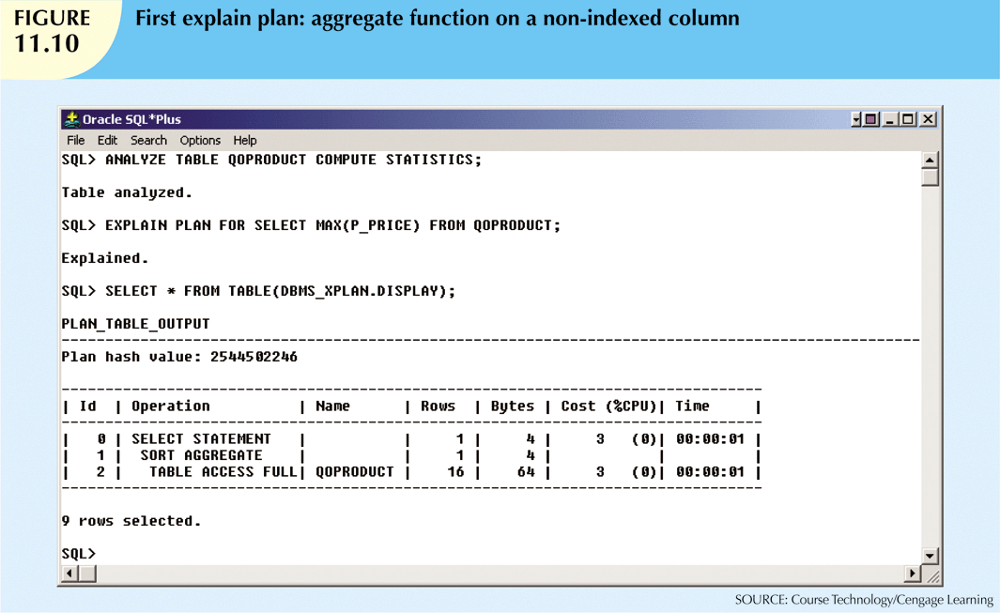 FIGURE
11.10
First explain plan: aggregate function on a non-indexed column
Oracle SQL*Plus
File Edit Search Options Help
SQL> ANALYZE TABLE QOPRODUCT COMPUTE STATISTICS;
Table analyzed.
SQL> EXPLAIN PLAN FOR SELECT MAX(P_PRICE) FROM QOPRODUCT;
Explained.
SQL> SELECT * FROM TABLE(DBMS_XPLAN.DISPLAY);
PLAN_TABLE_OUTPUT
--------------------------------------------------------------------------------------------------
Plan hash value: 2544502246
--------------------------------------------------------------------------------
| Id  | Operation          | Name      | Rows  | Bytes | Cost (%CPU)| Time     |
--------------------------------------------------------------------------------
|   0 | SELECT STATEMENT   |           |     1 |     4 |     3   (0)| 00:00:01 |
|   1 |  SORT AGGREGATE    |           |     1 |     4 |            |          |
|   2 |   TABLE ACCESS FULL| QOPRODUCT |    16 |    64 |     3   (0)| 00:00:01 |
--------------------------------------------------------------------------------
9 rows selected.
SQL>
SOURCE: Course Technology/Cengage Learning